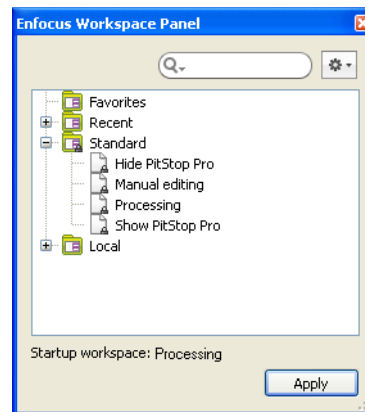 Enfocus Workspace Panel
Favorites
Recent
Standard
Hide PitStop Pro
Manual editing
Processing
Show PitStop Pro
Local
Startup workspace: Processing
Apply